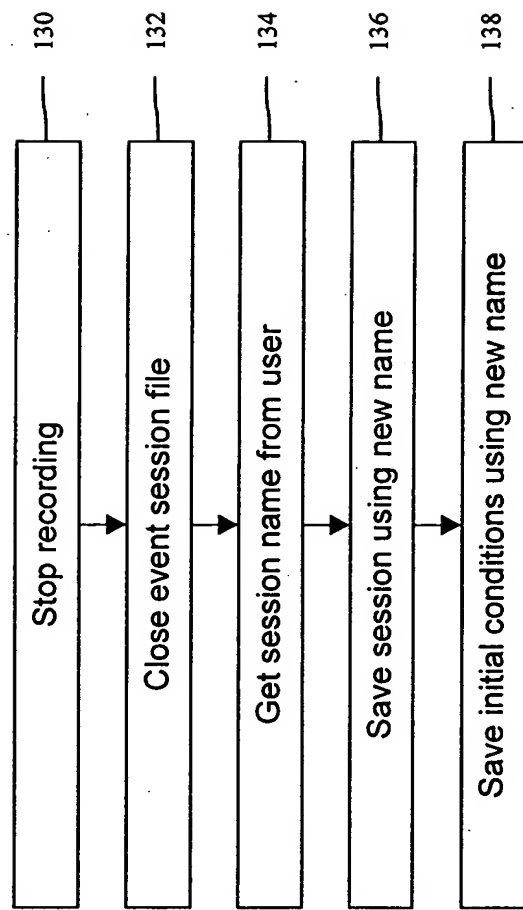 Stop recording 130
Close event session file 132
Get session name from user 134
Save session using new name 136
Save initial conditions using new name 138